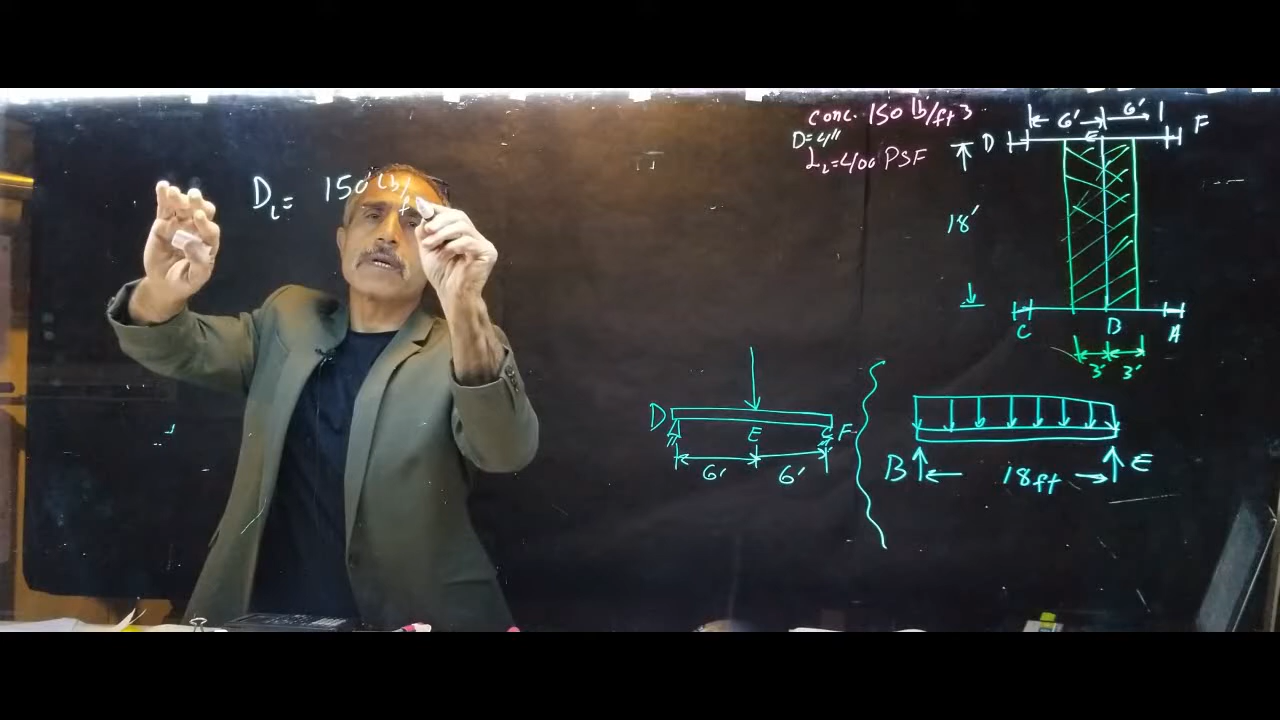 D_L = 150 lb/f
conc. 150 lb/ft3
D=4"
L_L=400 PSF
6' 6'
D E F
18'
C B A
3' 3'
D E F
6' 6'
B 18ft E